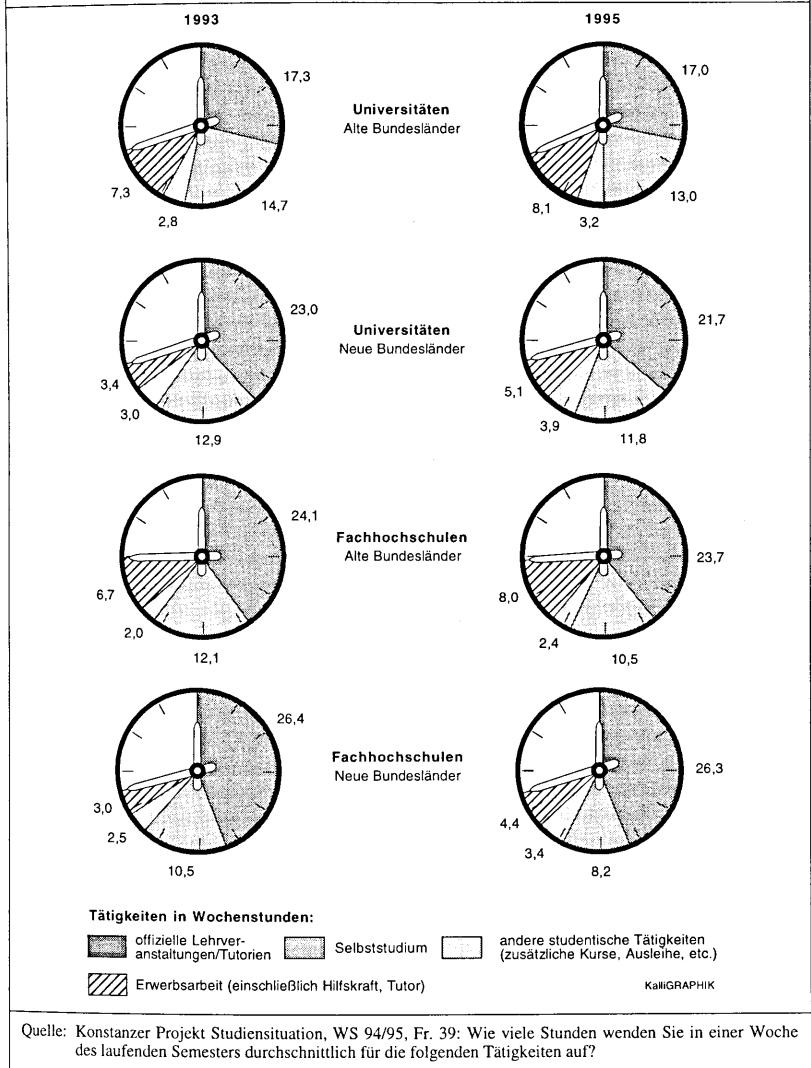 1993
1995
17,3
14,7
2,8
7,3
Universitäten
Alte Bundesländer
17,0
13,0
3,2
8,1
23,0
12,9
3,0
3,4
Universitäten
Neue Bundesländer
21,7
11,8
3,9
5,1
24,1
12,1
2,0
6,7
Fachhochschulen
Alte Bundesländer
23,7
10,5
2,4
8,0
26,4
10,5
2,5
3,0
Fachhochschulen
Neue Bundesländer
26,3
8,2
3,4
4,4
Tätigkeiten in Wochenstunden:
offizielle Lehrver-
anstaltungen/Tutorien
Selbststudium
andere studentische Tätigkeiten
(zusätzliche Kurse, Ausleihe, etc.)
Erwerbsarbeit (einschließlich Hilfskraft, Tutor)
KalliGRAPHIK
Quelle: Konstanzer Projekt Studiensituation, WS 94/95, Fr. 39: Wie viele Stunden wenden Sie in einer Woche
des laufenden Semesters durchschnittlich für die folgenden Tätigkeiten auf?